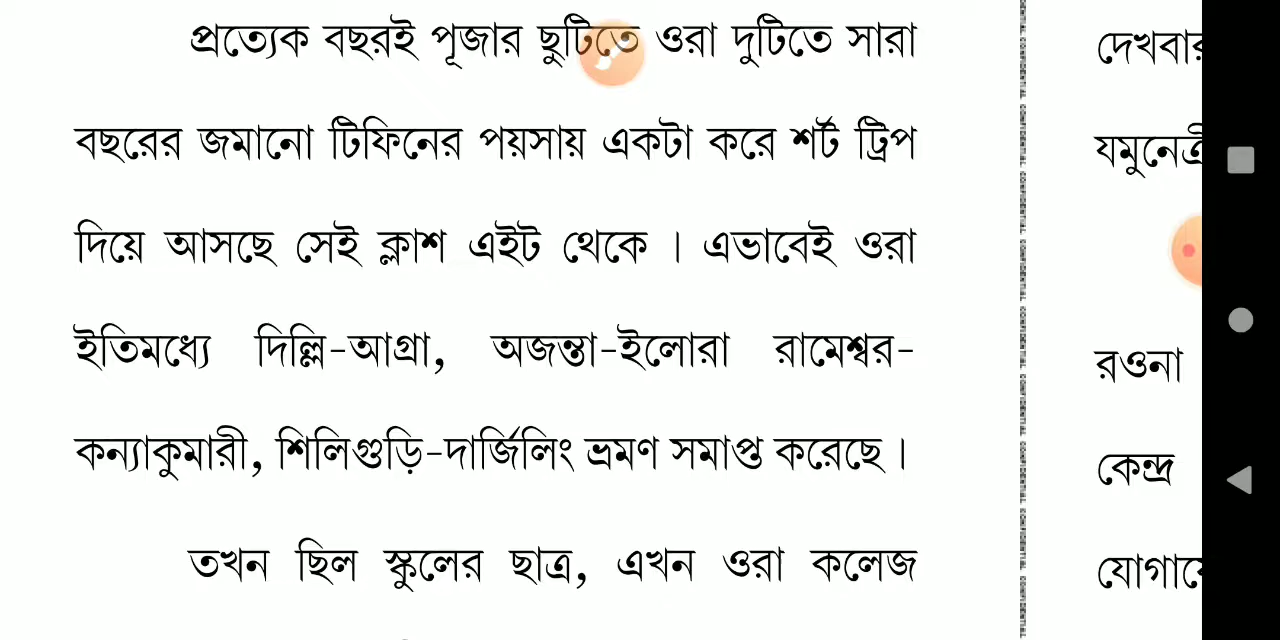 প্রত্যেক বছরই পূজার ছুটিতে ওরা দুটিতে সারা
বছরের জমানো টিফিনের পয়সায় একটা করে শর্ট ট্রিপ
দিয়ে আসছে সেই ক্লাশ এইট থেকে । এভাবেই ওরা
ইতিমধ্যে দিল্লি-আগ্রা, অজন্তা-ইলোরা রামেশ্বর-
কন্যাকুমারী, শিলিগুড়ি-দার্জিলিং ভ্রমণ সমাপ্ত করেছে ।
তখন ছিল স্কুলের ছাত্র, এখন ওরা কলেজ
রওনা
কেন্দ্র